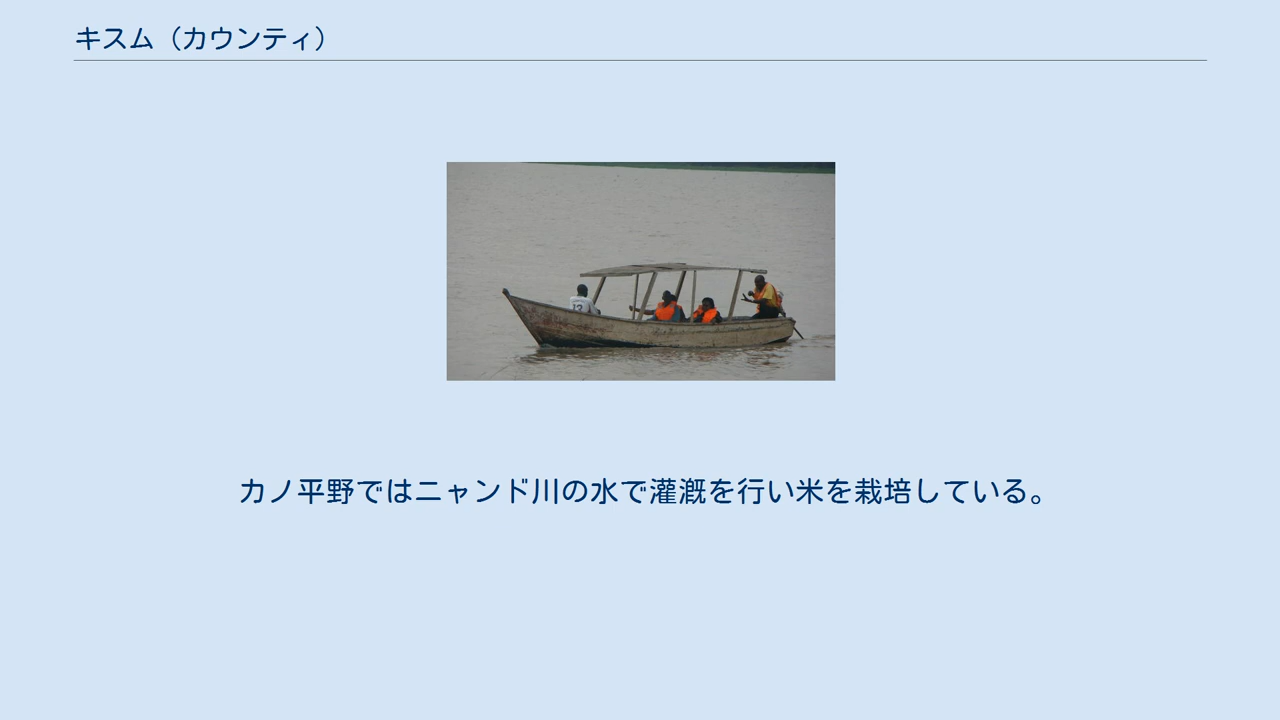 キスム（カウンティ）
13
カノ平野ではニャンド川の水で灌漑を行い米を栽培している。